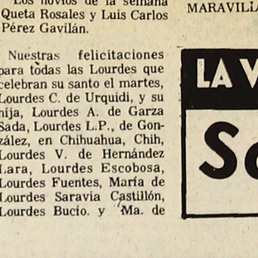 Los novios de la semana
Queta Rosales y Luis Carlos
Pérez Gavilán.
Nuestras felicitaciones
para todas las Lourdes que
celebran su santo el martes,
Lourdes C. de Urquidi, y su
hija, Lourdes A. de Garza
Sada, Lourdes L.P., de Gon-
zález, en Chihuahua, Chih,
Lourdes V. de Hernández
Lara, Lourdes Escobosa,
Lourdes Fuentes, María de
Lourdes Saravia Castillón,
Lourdes Bucio. y Ma. de
LA V